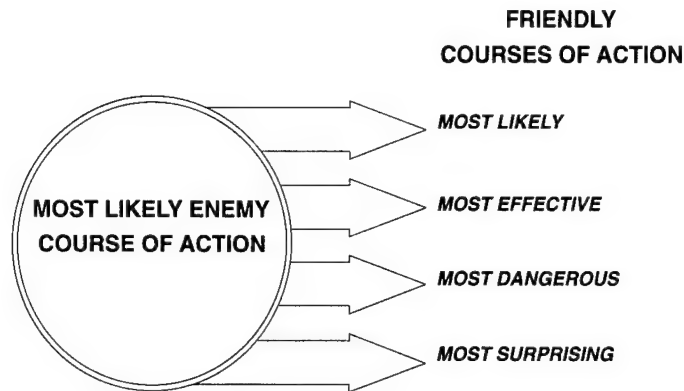 FRIENDLY
COURSES OF ACTION
MOST LIKELY
MOST LIKELY ENEMY
COURSE OF ACTION
MOST EFFECTIVE
MOST DANGEROUS
MOST SURPRISING